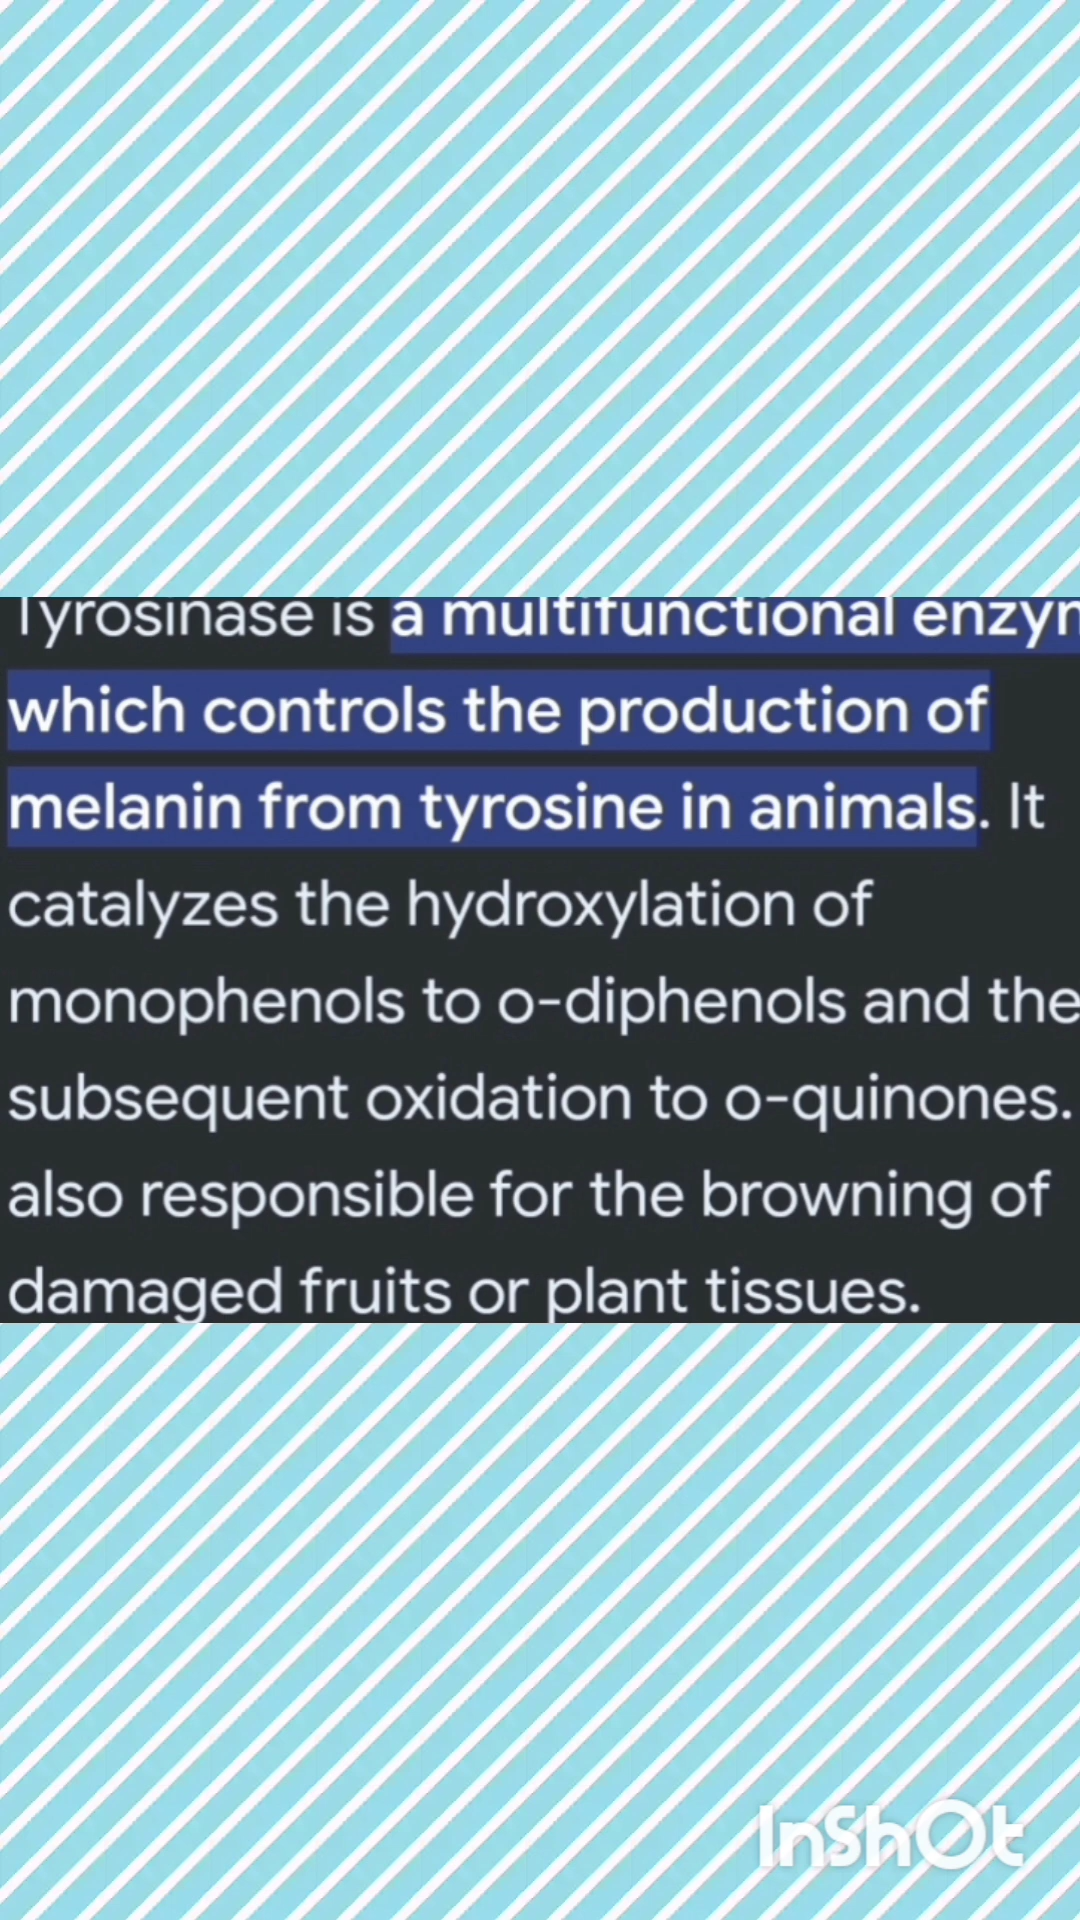 Tyrosinase is a multifunctional enzym
which controls the production of
melanin from tyrosine in animals. It
catalyzes the hydroxylation of
monophenols to o-diphenols and the
subsequent oxidation to o-quinones.
also responsible for the browning of
damaged fruits or plant tissues.
InShOt